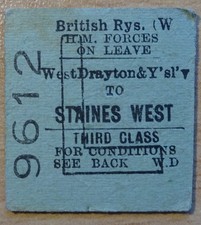 British Rys. (W
H.M. FORCES
ON LEAVE
West Drayton & Y'sl'y
TO
STAINES WEST
THIRD CLASS
FOR CONDITIONS
SEE BACK W.D
9612